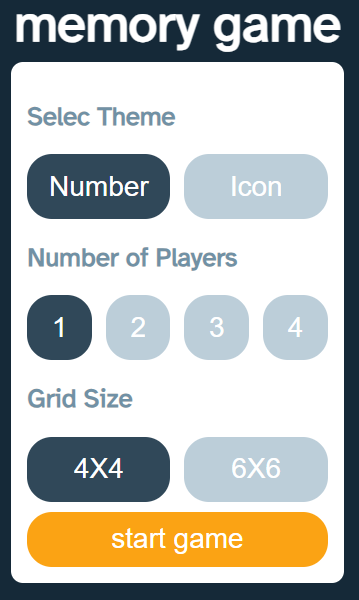 memory game
Selec Theme
Number Icon
Number of Players
1 2 3 4
Grid Size
4X4 6X6
start game